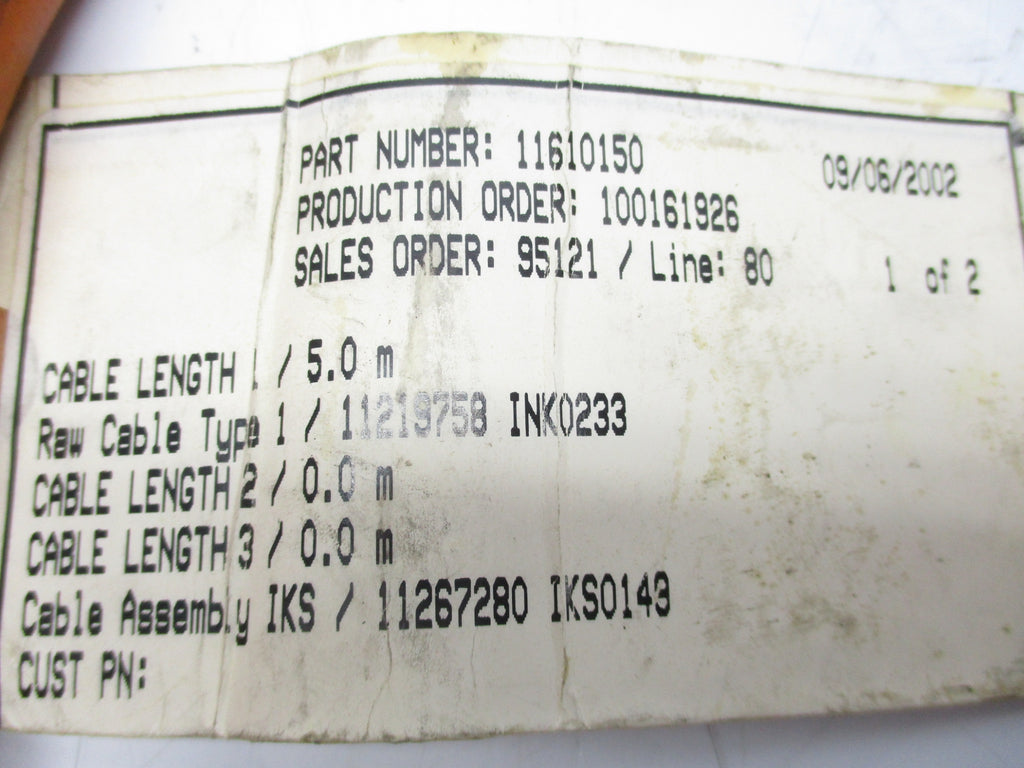 PART NUMBER: 11610150 09/06/2002
PRODUCTION ORDER: 100161926
SALES ORDER: 95121 / Line: 80 1 of 2
CABLE LENGTH 1 / 5.0 m
Raw Cable Type 1 / 11219758 INK0233
CABLE LENGTH 2 / 0.0 m
CABLE LENGTH 3 / 0.0 m
Cable Assembly IKS / 11267280 IKS0143
CUST PN: